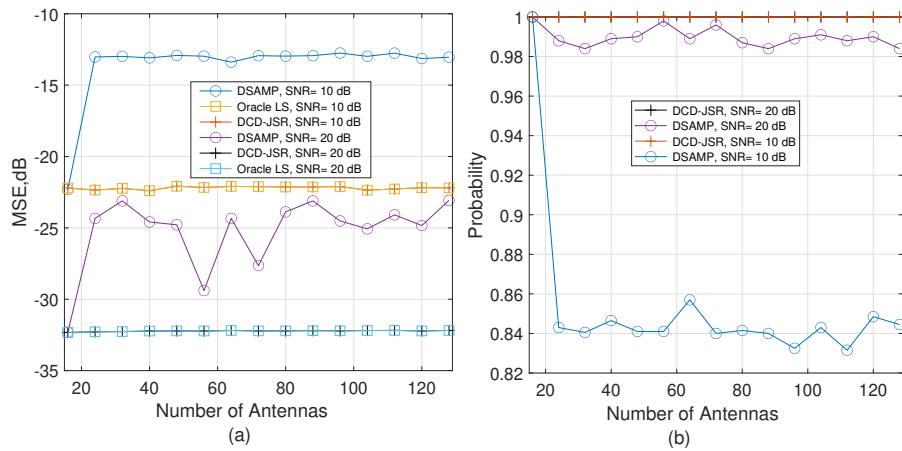 -10
-13
-16
-19
-22
-25
-30
-35
MSE,dB
DSAMP, SNR= 10 dB
Oracle LS, SNR= 10 dB
DCD-JSR, SNR= 10 dB
DSAMP, SNR= 20 dB
DCD-JSR, SNR= 20 dB
Oracle LS, SNR= 20 dB
20 40 60 80 100 120
Number of Antennas
(a)
1
0.98
0.96
0.94
0.92
0.9
0.88
0.86
0.84
0.82
Probability
DCD-JSR, SNR= 20 dB
DSAMP, SNR= 20 dB
DCD-JSR, SNR= 10 dB
DSAMP, SNR= 10 dB
20 40 60 80 100 120
Number of Antennas
(b)